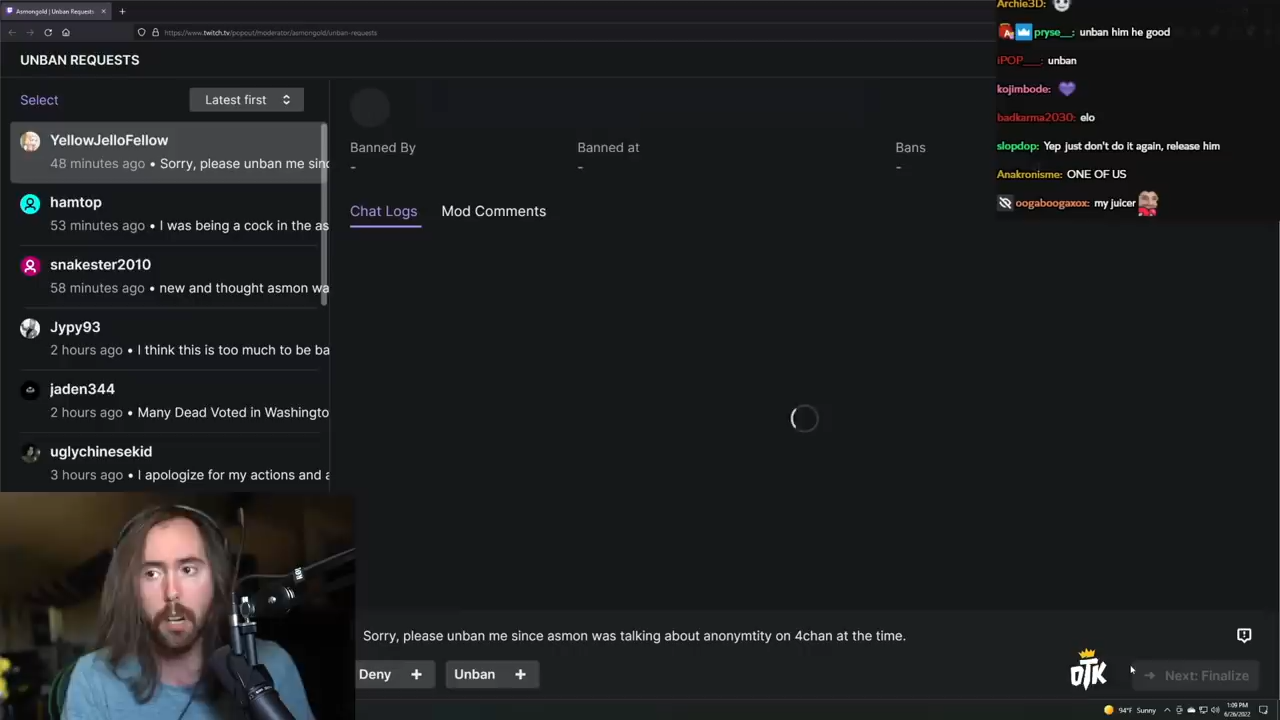 Asmongold | Unban Requests
https://www.twitch.tv/popout/moderator/asmongold/unban-requests
UNBAN REQUESTS
Select
Latest first
YellowJelloFellow
48 minutes ago • Sorry, please unban me sinc
hamtop
53 minutes ago • I was being a cock in the as
snakester2010
58 minutes ago • new and thought asmon wa
Jypy93
2 hours ago • I think this is too much to be ba
jaden344
2 hours ago • Many Dead Voted in Washingto
uglychinesekid
3 hours ago • I apologize for my actions and a
Banned By
-
Banned at
-
Bans
-
Chat Logs
Mod Comments
Archie3D:
pryse__: unban him he good
iPOP___: unban
kojimbode:
badkarma2030: elo
slopdop: Yep just don't do it again, release him
Anakronisme: ONE OF US
oogaboogaxox: my juicer
Sorry, please unban me since asmon was talking about anonymtity on 4chan at the time.
Deny +
Unban +
OTK
Next: Finalize
94°F Sunny
1:09 PM
6/26/2022